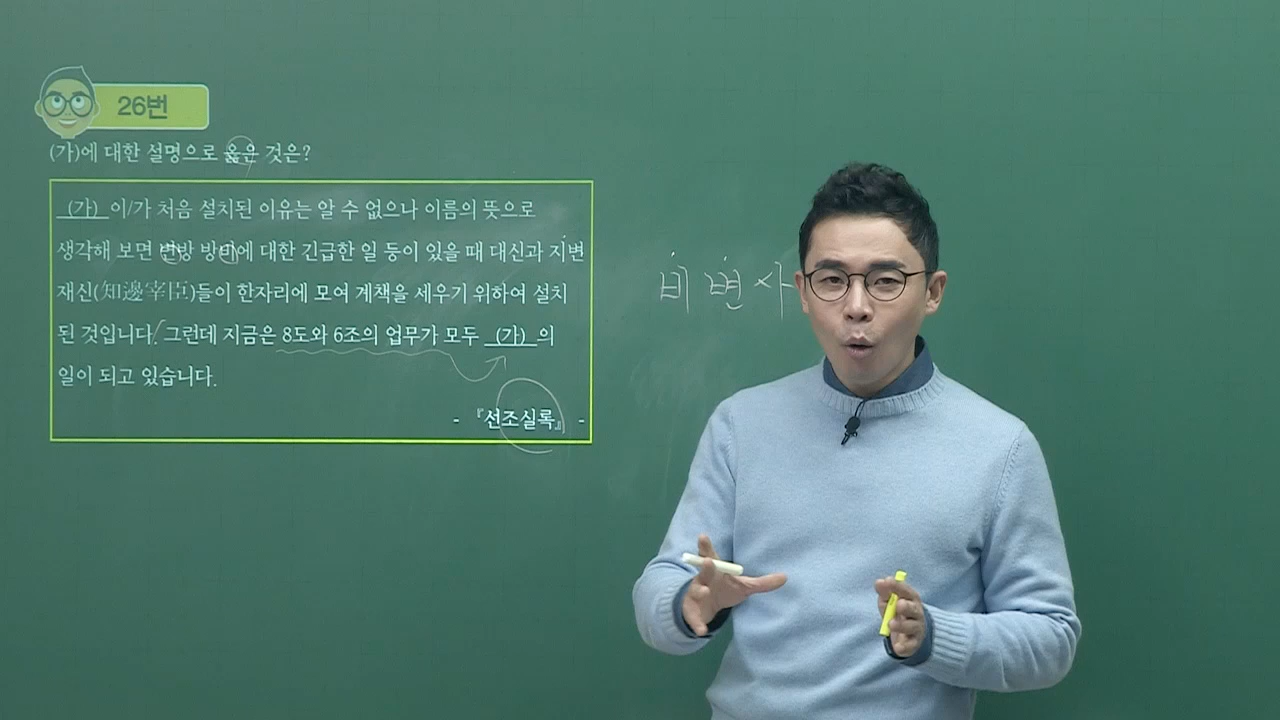 26번
(가)에 대한 설명으로 옳은 것은?
(가) 이/가 처음 설치된 이유는 알 수 없으나 이름의 뜻으로
생각해 보면 변방 방비에 대한 긴급한 일 등이 있을 때 대신과 지변
재신(知邊宰臣)들이 한자리에 모여 계책을 세우기 위하여 설치
된 것입니다. 그런데 지금은 8도와 6조의 업무가 모두 (가) 의
일이 되고 있습니다.
- 『선조실록』 -
비변사